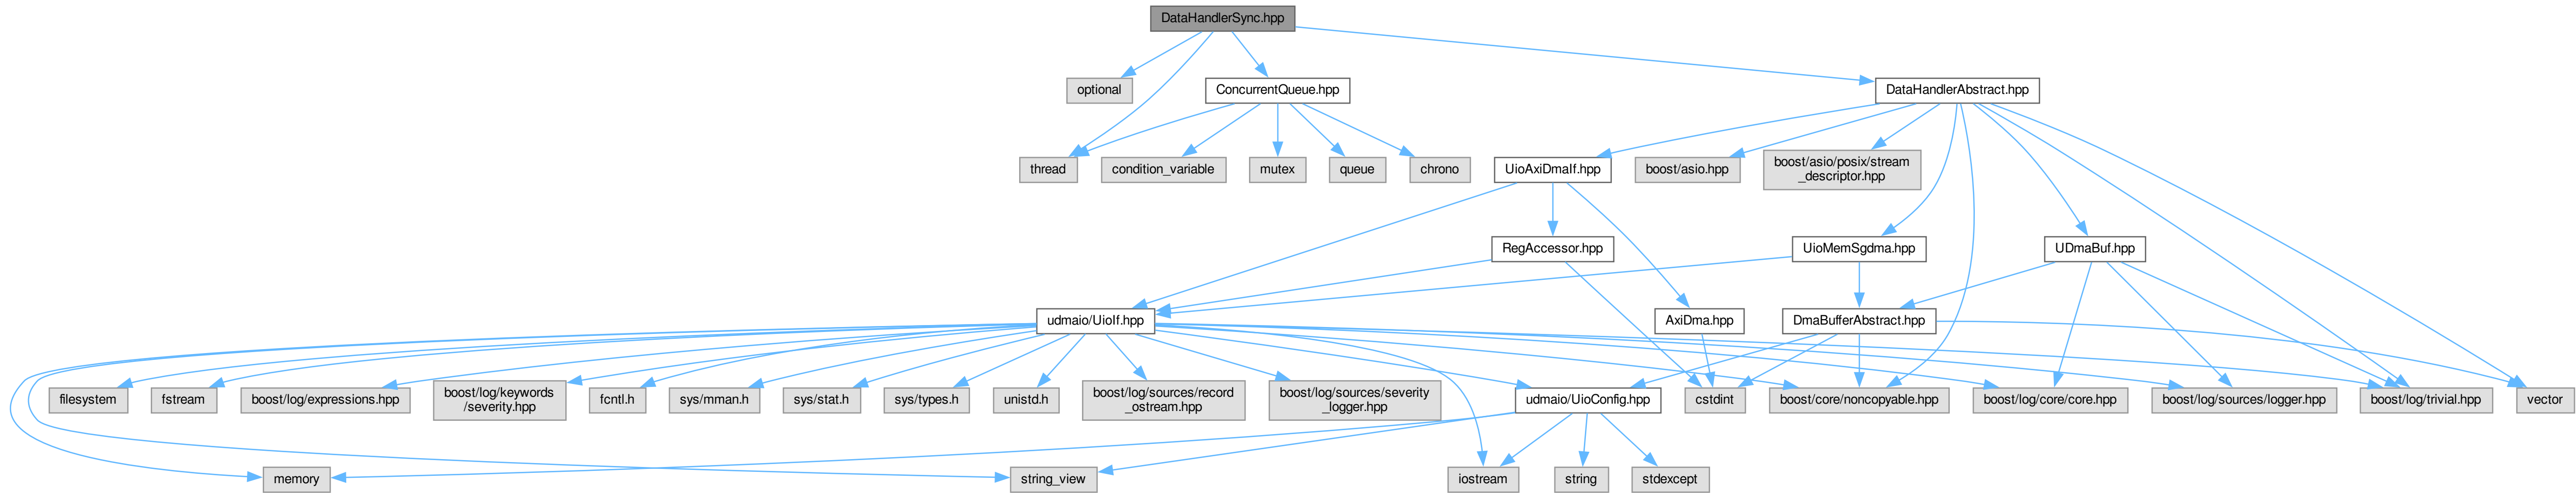 DataHandlerSync.hpp
optional
ConcurrentQueue.hpp
DataHandlerAbstract.hpp
thread
condition_variable
mutex
queue
chrono
UioAxiDmaIf.hpp
boost/asio.hpp
boost/asio/posix/stream
_descriptor.hpp
RegAccessor.hpp
UioMemSgdma.hpp
UDmaBuf.hpp
udmaio/UioIf.hpp
AxiDma.hpp
DmaBufferAbstract.hpp
filesystem
fstream
boost/log/expressions.hpp
boost/log/keywords
/severity.hpp
fcntl.h
sys/mman.h
sys/stat.h
sys/types.h
unistd.h
boost/log/sources/record
_ostream.hpp
boost/log/sources/severity
_logger.hpp
udmaio/UioConfig.hpp
cstdint
boost/core/noncopyable.hpp
boost/log/core/core.hpp
boost/log/sources/logger.hpp
boost/log/trivial.hpp
vector
memory
string_view
iostream
string
stdexcept